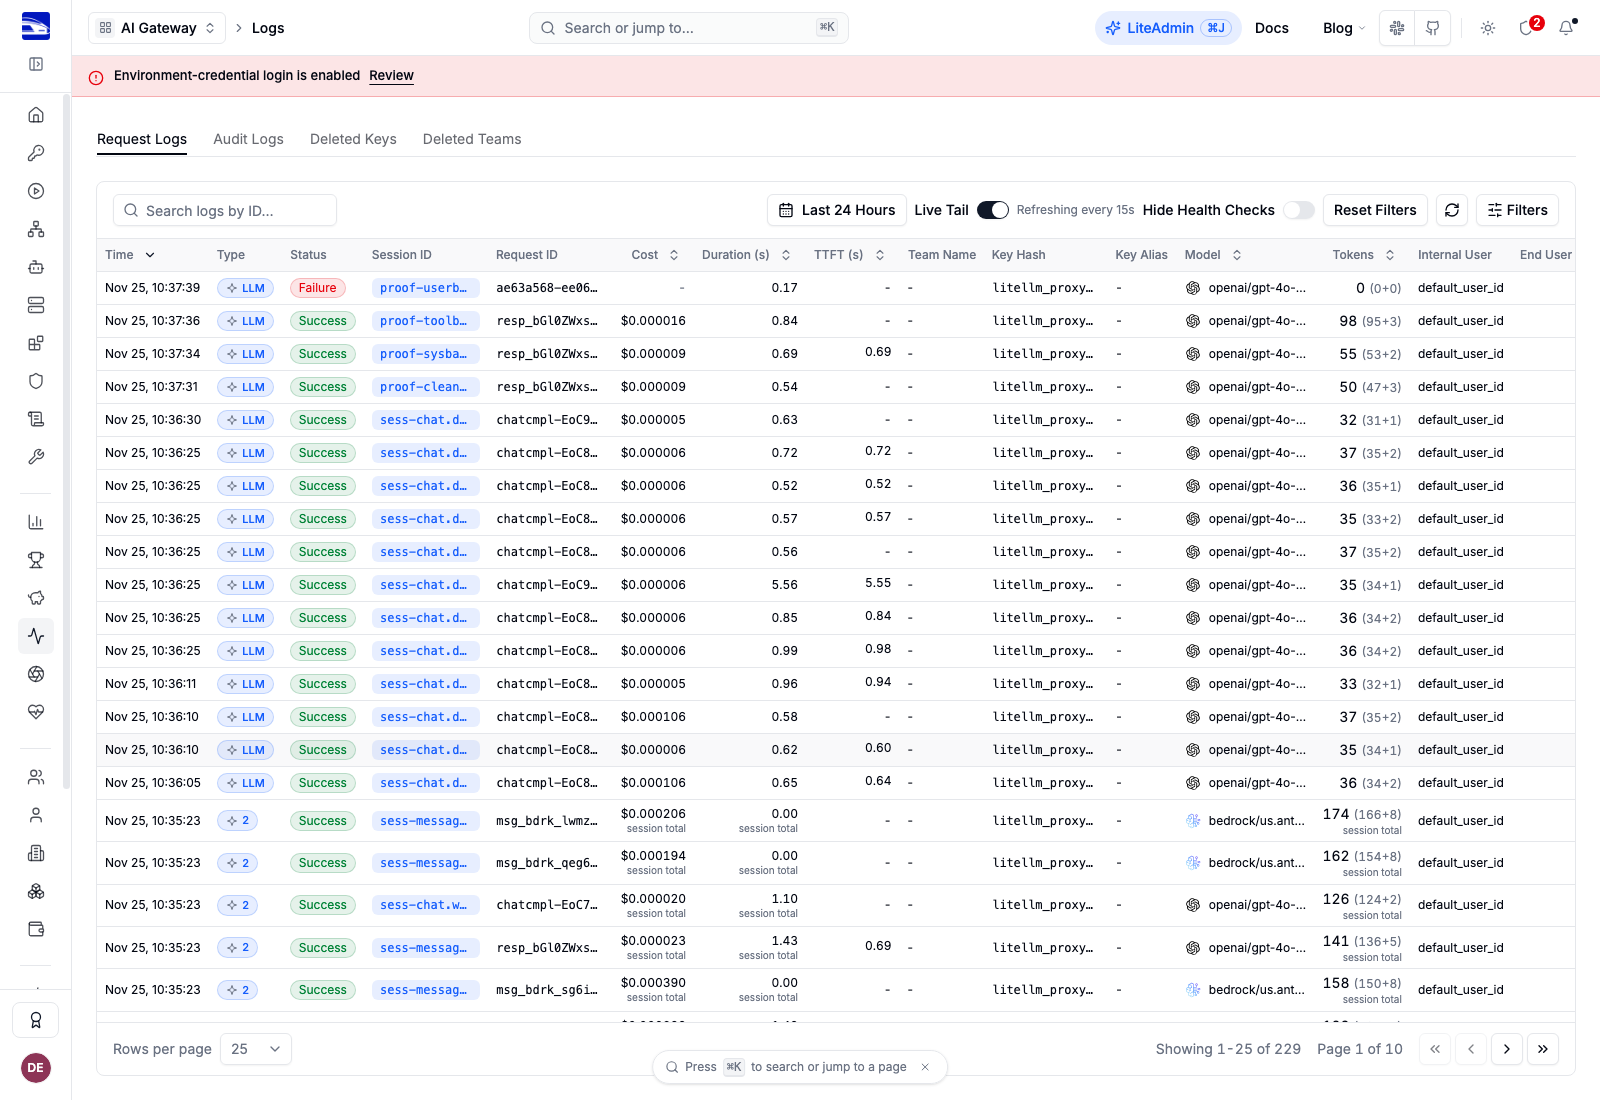 AI Gateway > Logs
Search or jump to... ⌘K
LiteAdmin ⌘J Docs Blog 2
Environment-credential login is enabled Review
Request Logs Audit Logs Deleted Keys Deleted Teams
Search logs by ID... Last 24 Hours Live Tail Refreshing every 15s Hide Health Checks Reset Filters Filters
Time Type Status Session ID Request ID Cost Duration (s) TTFT (s) Team Name Key Hash Key Alias Model Tokens Internal User End User
Nov 25, 10:37:39 LLM Failure proof-userb… ae63a568-ee06… - 0.17 - - litellm_proxy… - openai/gpt-4o-... 0 (0+0) default_user_id
Nov 25, 10:37:36 LLM Success proof-toolb… resp_bGl0ZWxs… $0.000016 0.84 - - litellm_proxy… - openai/gpt-4o-... 98 (95+3) default_user_id
Nov 25, 10:37:34 LLM Success proof-sysba… resp_bGl0ZWxs… $0.000009 0.69 0.69 - litellm_proxy… - openai/gpt-4o-... 55 (53+2) default_user_id
Nov 25, 10:37:31 LLM Success proof-clean… resp_bGl0ZWxs… $0.000009 0.54 - - litellm_proxy… - openai/gpt-4o-... 50 (47+3) default_user_id
Nov 25, 10:36:30 LLM Success sess-chat.d… chatcmpl-EoC9… $0.000005 0.63 - - litellm_proxy… - openai/gpt-4o-... 32 (31+1) default_user_id
Nov 25, 10:36:25 LLM Success sess-chat.d… chatcmpl-EoC8… $0.000006 0.72 0.72 - litellm_proxy… - openai/gpt-4o-... 37 (35+2) default_user_id
Nov 25, 10:36:25 LLM Success sess-chat.d… chatcmpl-EoC8… $0.000006 0.52 0.52 - litellm_proxy… - openai/gpt-4o-... 36 (35+1) default_user_id
Nov 25, 10:36:25 LLM Success sess-chat.d… chatcmpl-EoC8… $0.000006 0.57 0.57 - litellm_proxy… - openai/gpt-4o-... 35 (33+2) default_user_id
Nov 25, 10:36:25 LLM Success sess-chat.d… chatcmpl-EoC8… $0.000006 0.56 - - litellm_proxy… - openai/gpt-4o-... 37 (35+2) default_user_id
Nov 25, 10:36:25 LLM Success sess-chat.d… chatcmpl-EoC9… $0.000006 5.56 5.55 - litellm_proxy… - openai/gpt-4o-... 35 (34+1) default_user_id
Nov 25, 10:36:25 LLM Success sess-chat.d… chatcmpl-EoC8… $0.000006 0.85 0.84 - litellm_proxy… - openai/gpt-4o-... 36 (34+2) default_user_id
Nov 25, 10:36:25 LLM Success sess-chat.d… chatcmpl-EoC8… $0.000006 0.99 0.98 - litellm_proxy… - openai/gpt-4o-... 36 (34+2) default_user_id
Nov 25, 10:36:11 LLM Success sess-chat.d… chatcmpl-EoC8… $0.000005 0.96 0.94 - litellm_proxy… - openai/gpt-4o-... 33 (32+1) default_user_id
Nov 25, 10:36:10 LLM Success sess-chat.d… chatcmpl-EoC8… $0.000106 0.58 - - litellm_proxy… - openai/gpt-4o-... 37 (35+2) default_user_id
Nov 25, 10:36:10 LLM Success sess-chat.d… chatcmpl-EoC8… $0.000006 0.62 0.60 - litellm_proxy… - openai/gpt-4o-... 35 (34+1) default_user_id
Nov 25, 10:36:05 LLM Success sess-chat.d… chatcmpl-EoC8… $0.000106 0.65 0.64 - litellm_proxy… - openai/gpt-4o-... 36 (34+2) default_user_id
Nov 25, 10:35:23 2 Success sess-messag… msg_bdrk_lwmz… $0.000206 0.00 - - litellm_proxy… - bedrock/us.ant... 174 (166+8) default_user_id
session total session total session total
Nov 25, 10:35:23 2 Success sess-messag… msg_bdrk_qeg6… $0.000194 0.00 - - litellm_proxy… - bedrock/us.ant... 162 (154+8) default_user_id
session total session total session total
Nov 25, 10:35:23 2 Success sess-chat.w… chatcmpl-EoC7… $0.000020 1.10 - - litellm_proxy… - openai/gpt-4o-... 126 (124+2) default_user_id
session total session total session total
Nov 25, 10:35:23 2 Success sess-messag… resp_bGl0ZWxs… $0.000023 1.43 0.69 - litellm_proxy… - openai/gpt-4o-... 141 (136+5) default_user_id
session total session total session total
Nov 25, 10:35:23 2 Success sess-messag… msg_bdrk_sg6i… $0.000390 0.00 - - litellm_proxy… - bedrock/us.ant... 158 (150+8) default_user_id
session total session total session total
Rows per page 25 Showing 1-25 of 229 Page 1 of 10
Press ⌘K to search or jump to a page
DE